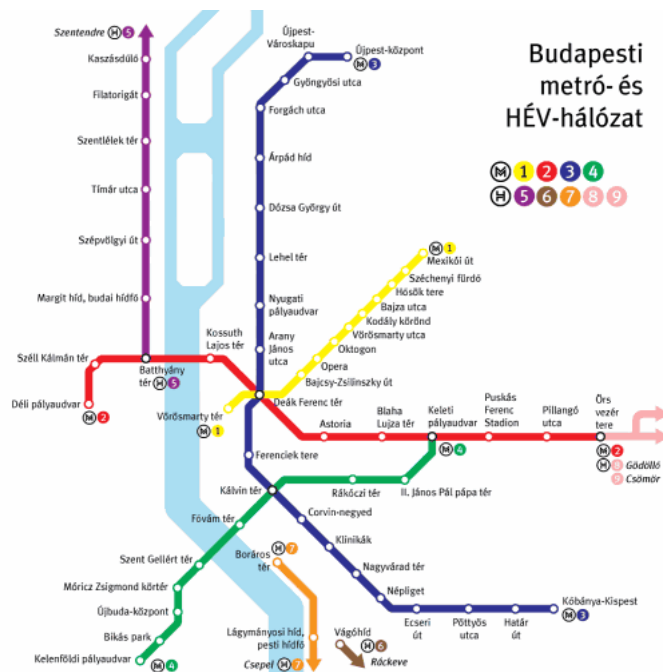 Budapesti
metró- és
HÉV-hálózat
M 1 2 3 4
H 5 6 7 8 9
Szentendre H 5
Kaszásdűlő
Filatorigát
Szentlélek tér
Tímár utca
Szépvölgyi út
Margit híd, budai hídfő
Újpest-
Városkapu
Újpest-központ
M 3
Gyöngyösi utca
Forgách utca
Árpád híd
Dózsa György út
Lehel tér
Nyugati
pályaudvar
Arany
János
utca
M 1
Mexikói út
Széchenyi fürdő
Hősök tere
Bajza utca
Kodály körönd
Vörösmarty utca
Oktogon
Opera
Bajcsy-Zsilinszky út
Deák Ferenc tér
Vörösmarty tér
M 1
Széll Kálmán tér
Déli pályaudvar
M 2
Batthyány
tér H 5
Kossuth
Lajos tér
Astoria
Blaha
Lujza tér
Keleti
pályaudvar
M 4
Puskás
Ferenc
Stadion
Pillangó
utca
Örs
vezér
tere
M 2
H 8 Gödöllő
9 Csömör
Ferenciek tere
Kálvin tér
Rákóczi tér
II. János Pál pápa tér
Fővám tér
Szent Gellért tér
Móricz Zsigmond körtér
Újbuda-központ
Bikás park
Kelenföldi pályaudvar
M 4
Corvin-negyed
Klinikák
Nagyvárad tér
Népliget
Ecseri
út
Pöttyös
utca
Határ
út
Kőbánya-Kispest
M 3
H 7
Boráros
tér
Lágymányosi híd,
pesti hídfő
Csepel H 7
Vágóhíd
H 6
Ráckeve